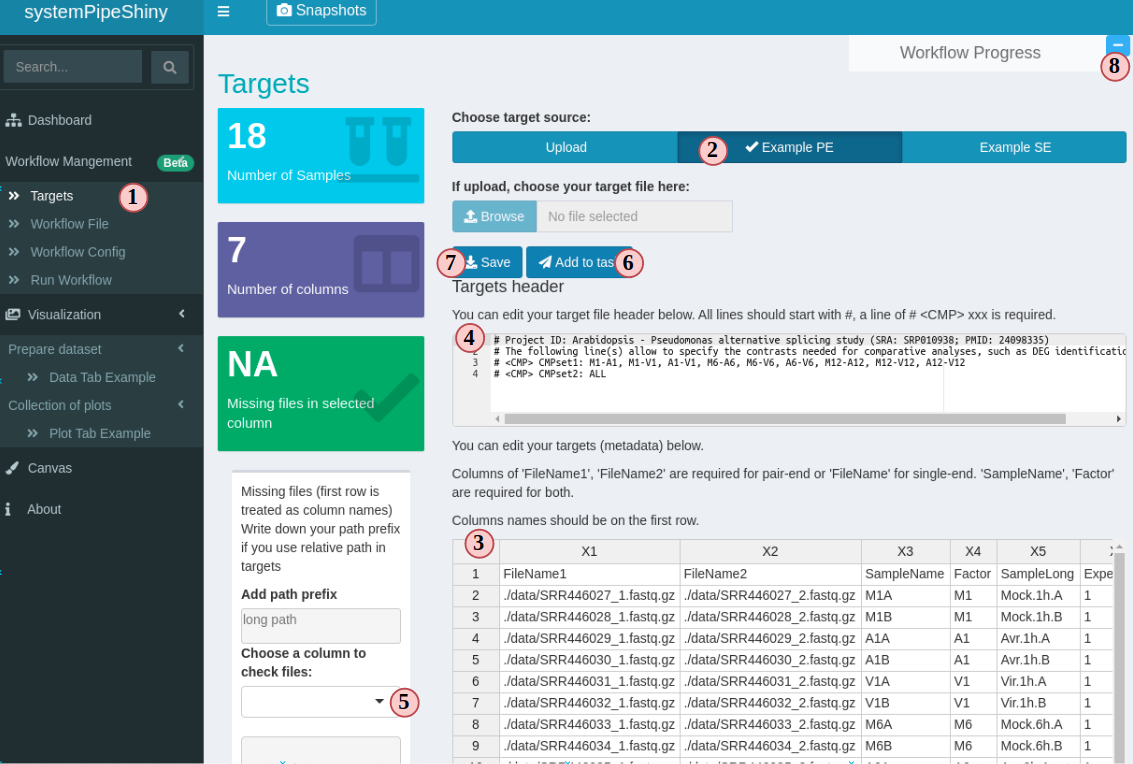 systemPipeShiny
Snapshots
Search...
Workflow Progress
8
Targets
Dashboard
Workflow Mangement
Beta
Targets
1
Workflow File
Workflow Config
Run Workflow
Visualization
Prepare dataset
Data Tab Example
Collection of plots
Plot Tab Example
Canvas
About
18
Number of Samples
7
Number of columns
NA
Missing files in selected
column
Missing files (first row is
treated as column names)
Write down your path prefix
if you use relative path in
targets
Add path prefix
long path
Choose a column to
check files:
5
Choose target source:
Upload
2
Example PE
Example SE
If upload, choose your target file here:
Browse
No file selected
7
Save
Add to
6
Targets header
You can edit your target file header below. All lines should start with #, a line of # <CMP> xxx is required.
4
# Project ID: Arabidopsis - Pseudomonas alternative splicing study (SRA: SRP010938; PMID: 24098335)
2 # The following line(s) allow to specify the contrasts needed for comparative analyses, such as DEG identificatio
3 # <CMP> CMPset1: M1-A1, M1-V1, A1-V1, M6-A6, M6-V6, A6-V6, M12-A12, M12-V12, A12-V12
4 # <CMP> CMPset2: ALL
You can edit your targets (metadata) below.
Columns of 'FileName1', 'FileName2' are required for pair-end or 'FileName' for single-end. 'SampleName', 'Factor'
are required for both.
Columns names should be on the first row.
3
X1 X2 X3 X4 X5
1 FileName1 FileName2 SampleName Factor SampleLong Expe
2 ./data/SRR446027_1.fastq.gz ./data/SRR446027_2.fastq.gz M1A M1 Mock.1h.A 1
3 ./data/SRR446028_1.fastq.gz ./data/SRR446028_2.fastq.gz M1B M1 Mock.1h.B 1
4 ./data/SRR446029_1.fastq.gz ./data/SRR446029_2.fastq.gz A1A A1 Avr.1h.A 1
5 ./data/SRR446030_1.fastq.gz ./data/SRR446030_2.fastq.gz A1B A1 Avr.1h.B 1
6 ./data/SRR446031_1.fastq.gz ./data/SRR446031_2.fastq.gz V1A V1 Vir.1h.A 1
7 ./data/SRR446032_1.fastq.gz ./data/SRR446032_2.fastq.gz V1B V1 Vir.1h.B 1
8 ./data/SRR446033_1.fastq.gz ./data/SRR446033_2.fastq.gz M6A M6 Mock.6h.A 1
9 ./data/SRR446034_1.fastq.gz ./data/SRR446034_2.fastq.gz M6B M6 Mock.6h.B 1